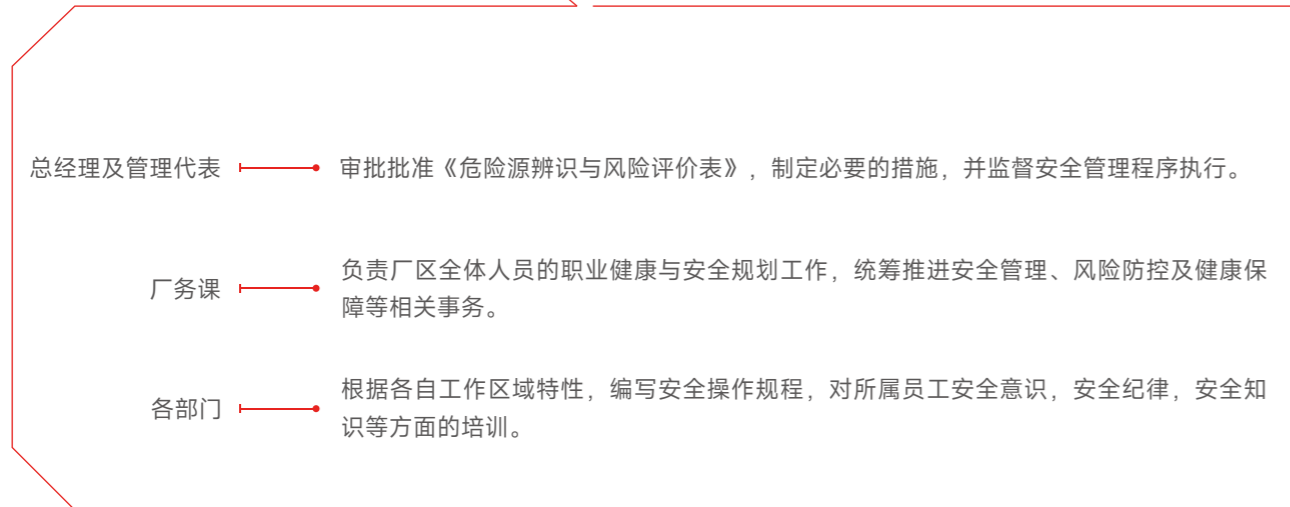 总经理及管理代表
审批批准《危险源辨识与风险评价表》，制定必要的措施，并监督安全管理程序执行。
厂务课
负责厂区全体人员的职业健康与安全规划工作，统筹推进安全管理、风险防控及健康保
障等相关事务。
各部门
根据各自工作区域特性，编写安全操作规程，对所属员工安全意识，安全纪律，安全知
识等方面的培训。